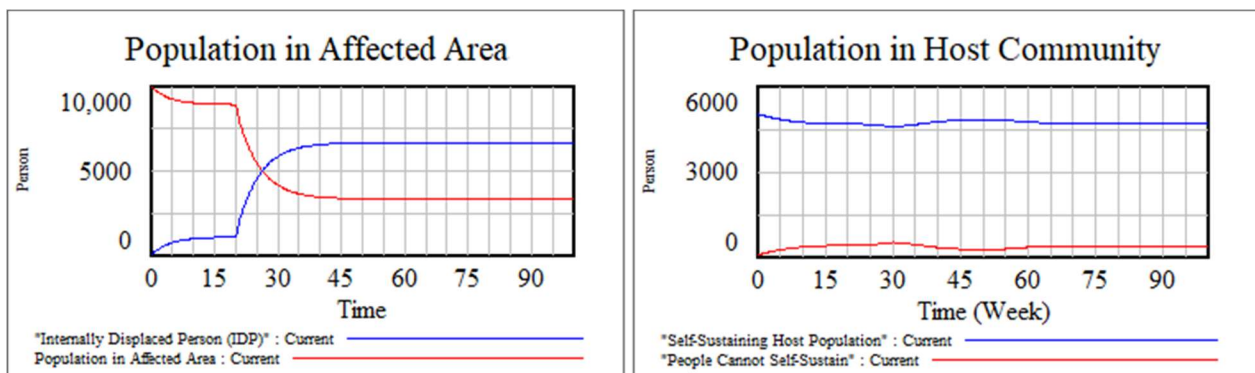 Population in Affected Area
10,000
5000
0
Person
0 15 30 45 60 75 90
Time
"Internally Displaced Person (IDP)" : Current
Population in Affected Area : Current
Population in Host Community
6000
3000
0
Person
0 15 30 45 60 75 90
Time (Week)
"Self-Sustaining Host Population" : Current
"People Cannot Self-Sustain" : Current